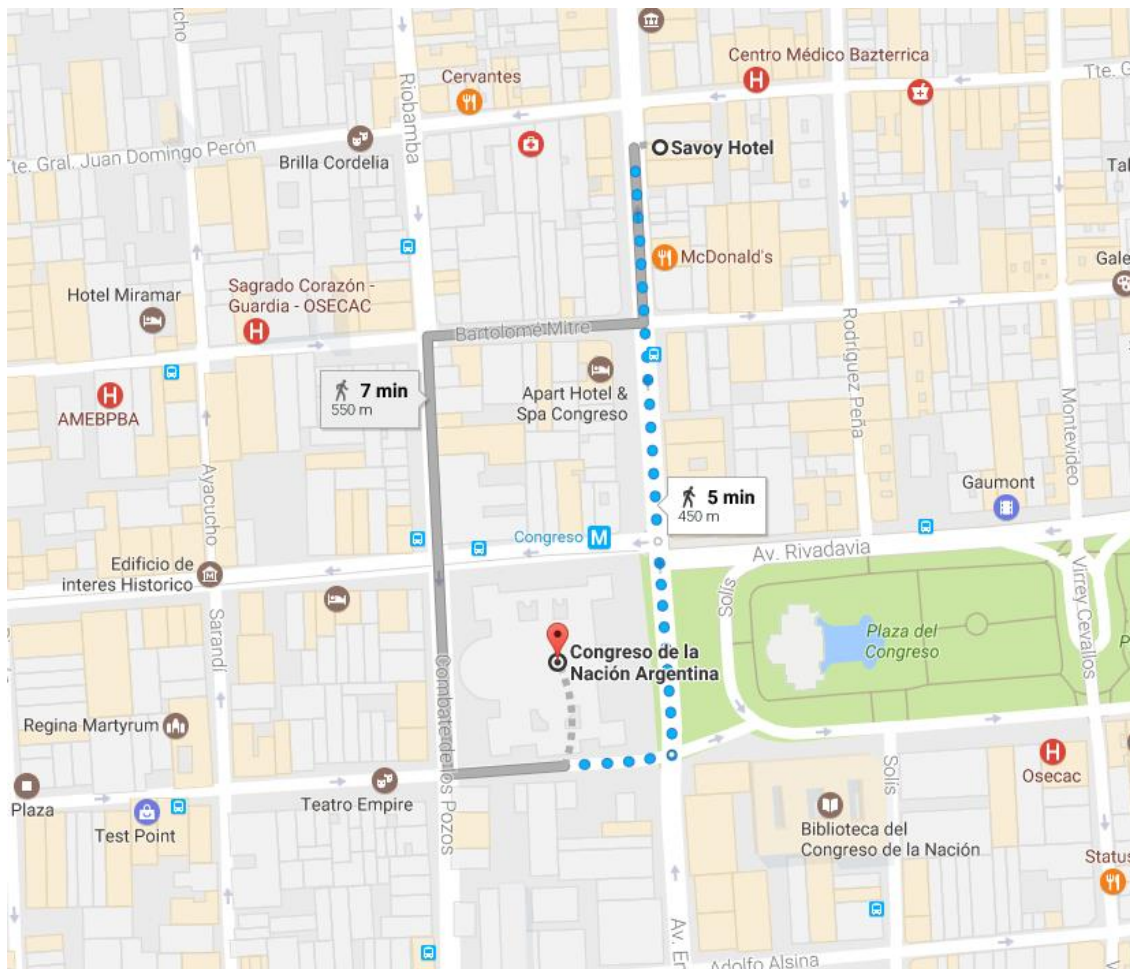 Ayacucho
Riobamba
Cervantes
Centro Médico Bazterrica
Tte. G
Tte. Gral. Juan Domingo Perón
Brilla Cordelia
Savoy Hotel
Tal
McDonald's
Gale
Hotel Miramar
Sagrado Corazón -
Guardia - OSECAC
Bartolomé Mitre
Rodríguez Peña
7 min
550 m
Apart Hotel &
Spa Congreso
AMEBPBA
Montevideo
Ayacucho
5 min
450 m
Gaumont
Congreso
Av. Rivadavia
Edificio de
interes Historico
Solís
Virrey Cevallos
Sarandí
Plaza del
Congreso
P
Congreso de la
Nación Argentina
Combate de los Pozos
Regina Martyrum
Plaza
Teatro Empire
Test Point
Solís
Osecac
Biblioteca del
Congreso de la Nación
Status
Av. En
Adolfo Alsina
V